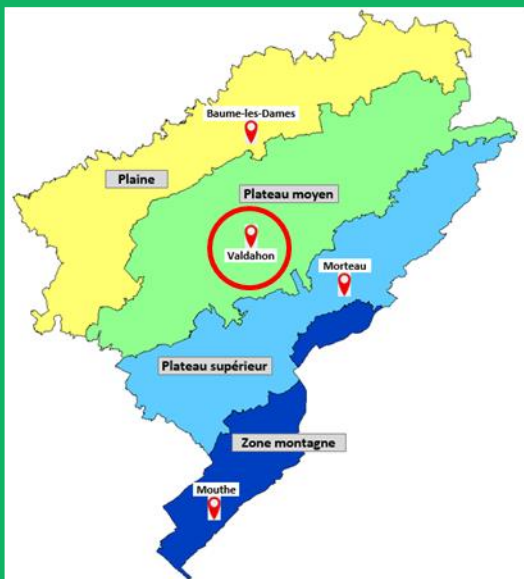 Baume-les-Dames
Plaine
Plateau moyen
Valdahon
Morteau
Plateau supérieur
Zone montagne
Mouthe